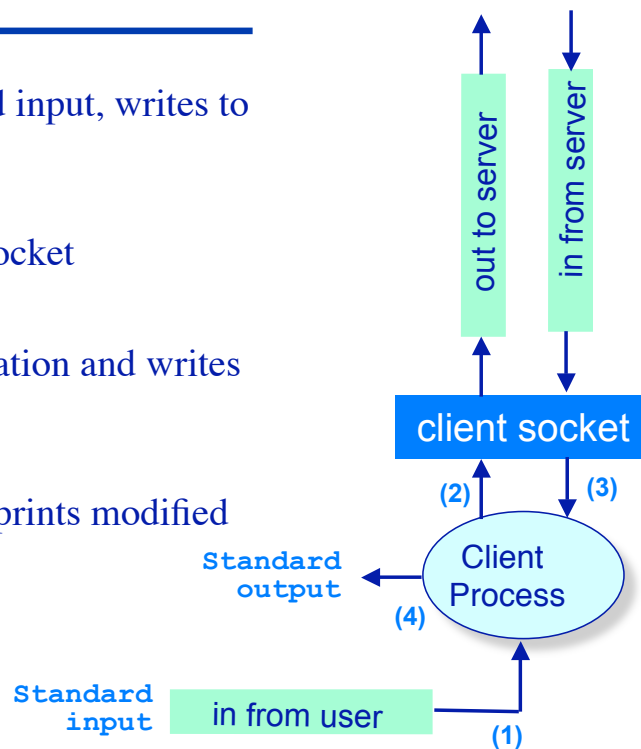 d input, writes to
ocket
ation and writes
prints modified
out to server
in from server
client socket
(2)
(3)
Client
Process
Standard
output
(4)
Standard
input
in from user
(1)